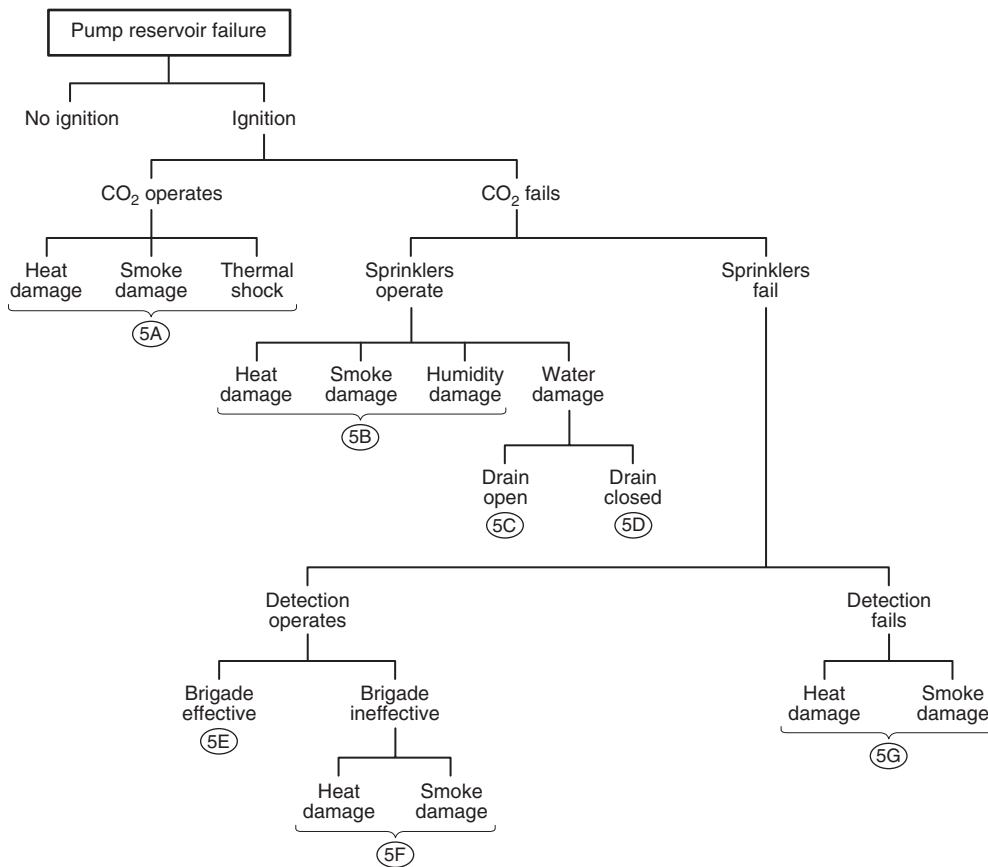 Pump reservoir failure
No ignition
Ignition
CO₂ operates
CO₂ fails
Heat
damage
Smoke
damage
Thermal
shock
5A
Sprinklers
operate
Sprinklers
fail
Heat
damage
Smoke
damage
Humidity
damage
Water
damage
5B
Drain
open
5C
Drain
closed
5D
Detection
operates
Detection
fails
Brigade
effective
5E
Brigade
ineffective
Heat
damage
Smoke
damage
5G
Heat
damage
Smoke
damage
5F